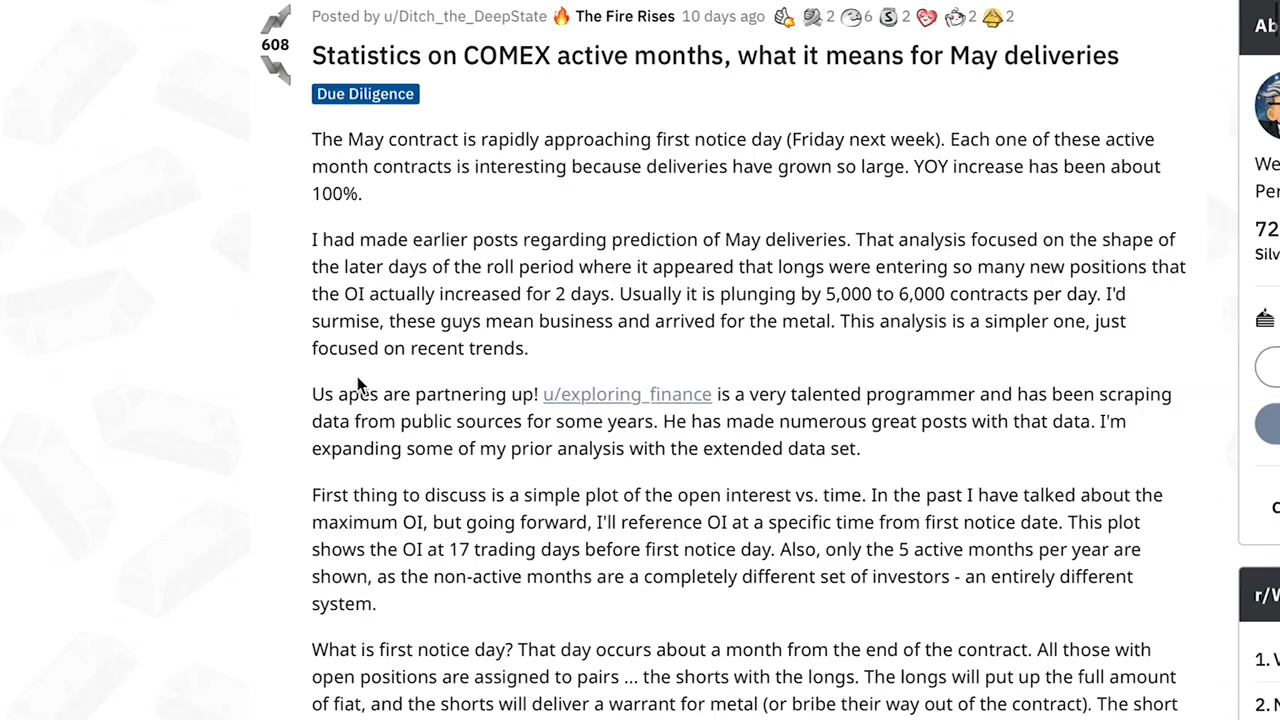 Posted by u/Ditch_the_DeepState 🔥 The Fire Rises 10 days ago 2 6 2 2 2
608
Statistics on COMEX active months, what it means for May deliveries
Due Diligence
The May contract is rapidly approaching first notice day (Friday next week). Each one of these active
month contracts is interesting because deliveries have grown so large. YOY increase has been about
100%.
I had made earlier posts regarding prediction of May deliveries. That analysis focused on the shape of
the later days of the roll period where it appeared that longs were entering so many new positions that
the OI actually increased for 2 days. Usually it is plunging by 5,000 to 6,000 contracts per day. I'd
surmise, these guys mean business and arrived for the metal. This analysis is a simpler one, just
focused on recent trends.
Us apes are partnering up! u/exploring_finance is a very talented programmer and has been scraping
data from public sources for some years. He has made numerous great posts with that data. I'm
expanding some of my prior analysis with the extended data set.
First thing to discuss is a simple plot of the open interest vs. time. In the past I have talked about the
maximum OI, but going forward, I'll reference OI at a specific time from first notice date. This plot
shows the OI at 17 trading days before first notice day. Also, only the 5 active months per year are
shown, as the non-active months are a completely different set of investors - an entirely different
system.
What is first notice day? That day occurs about a month from the end of the contract. All those with
open positions are assigned to pairs ... the shorts with the longs. The longs will put up the full amount
of fiat, and the shorts will deliver a warrant for metal (or bribe their way out of the contract). The short
Ab
We
Per
72
Silv
r/W
1.
2.